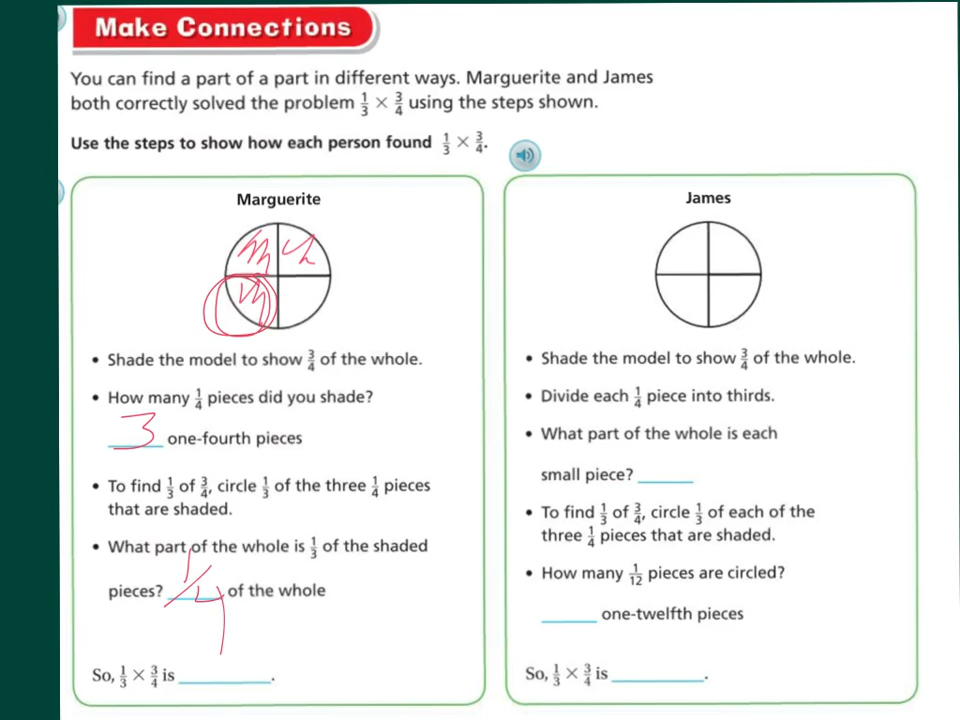 Make Connections
You can find a part of a part in different ways. Marguerite and James
both correctly solved the problem 1/3 × 3/4 using the steps shown.
Use the steps to show how each person found 1/3 × 3/4.
Marguerite
• Shade the model to show 3/4 of the whole.
• How many 1/4 pieces did you shade?
3 one-fourth pieces
• To find 1/3 of 3/4, circle 1/3 of the three 1/4 pieces
that are shaded.
• What part of the whole is 1/3 of the shaded
pieces? 1/4 of the whole
So, 1/3 × 3/4 is ________.
James
• Shade the model to show 3/4 of the whole.
• Divide each 1/4 piece into thirds.
• What part of the whole is each
small piece? ____
• To find 1/3 of 3/4, circle 1/3 of each of the
three 1/4 pieces that are shaded.
• How many 1/12 pieces are circled?
____ one-twelfth pieces
So, 1/3 × 3/4 is ________.